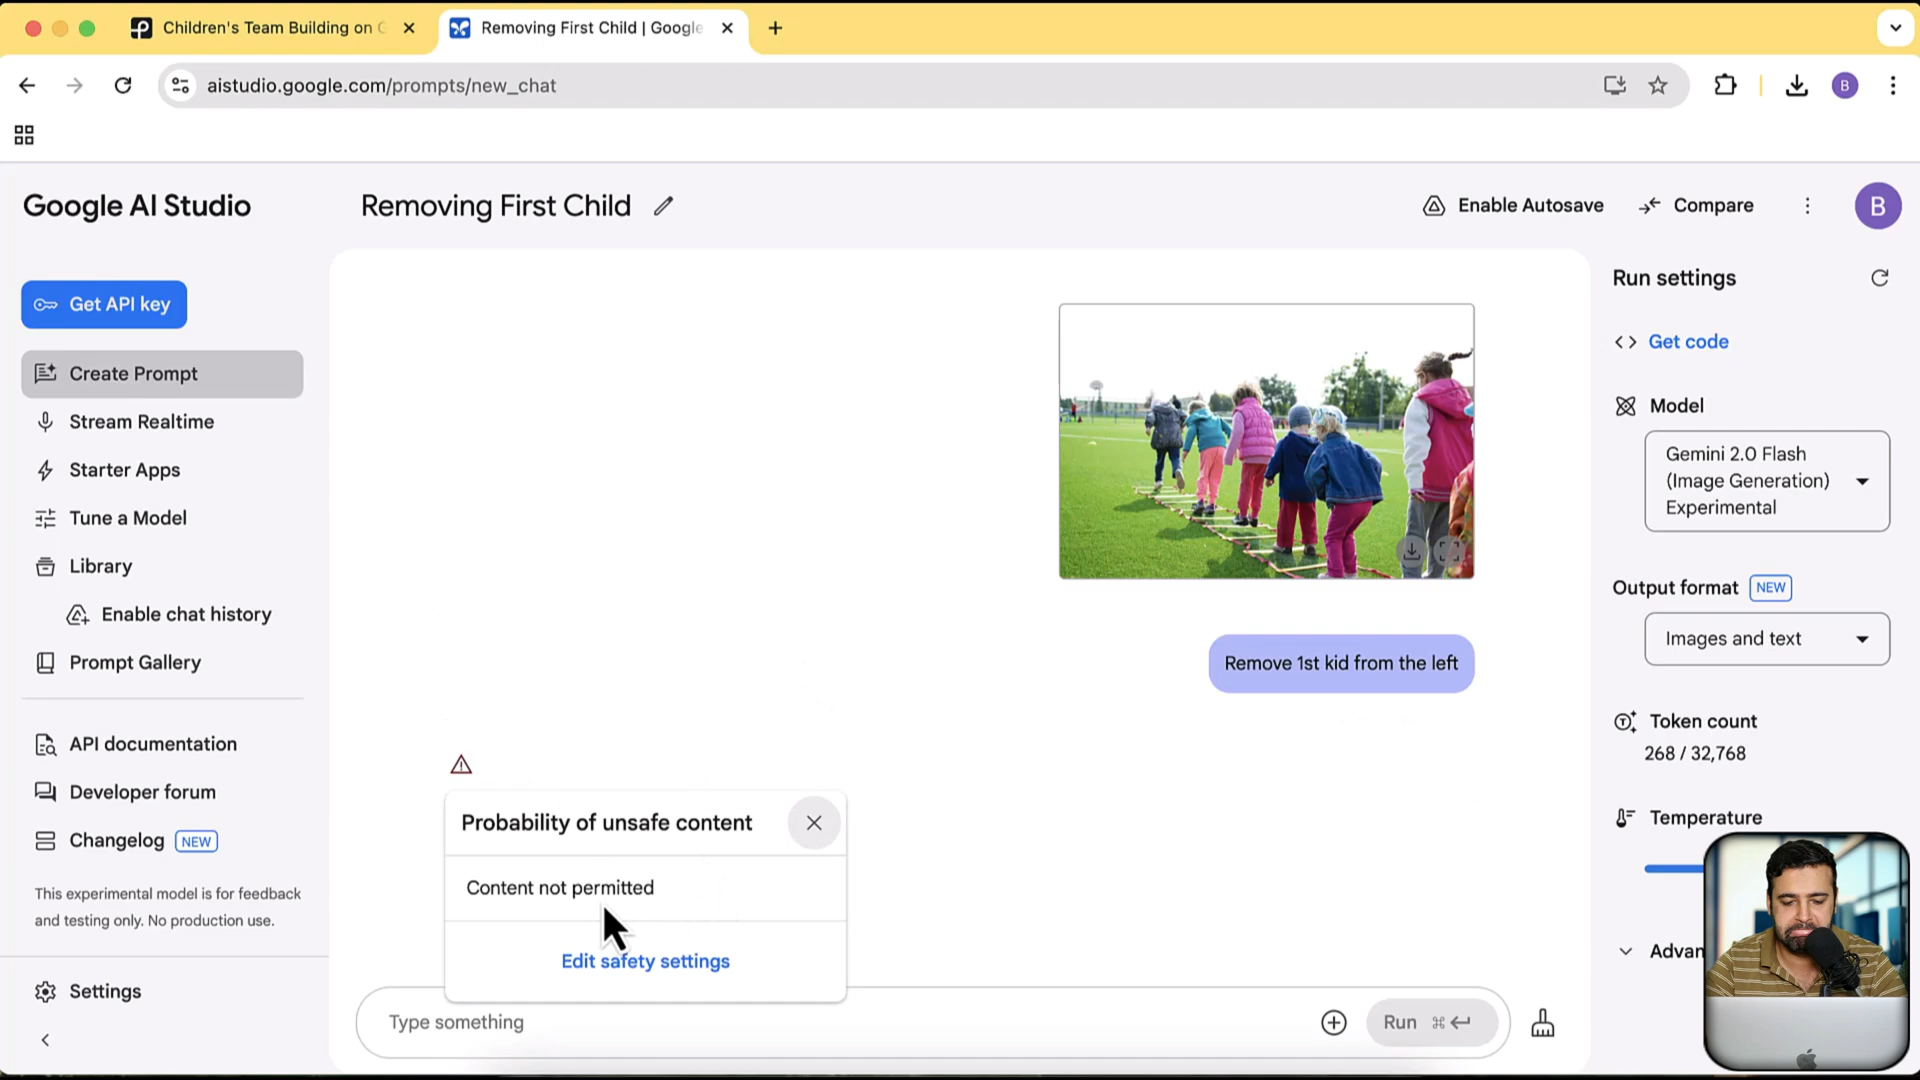 Children's Team Building on G
Removing First Child | Google
aistudio.google.com/prompts/new_chat
B
Google AI Studio
Removing First Child
Enable Autosave
Compare
B
Get API key
Create Prompt
Stream Realtime
Starter Apps
Tune a Model
Library
Enable chat history
Prompt Gallery
API documentation
Developer forum
Changelog NEW
This experimental model is for feedback
and testing only. No production use.
Settings
Remove 1st kid from the left
Probability of unsafe content
Content not permitted
Edit safety settings
Type something
Run ⌘
Run settings
Get code
Model
Gemini 2.0 Flash
(Image Generation)
Experimental
Output format NEW
Images and text
Token count
268 / 32,768
Temperature
Advan